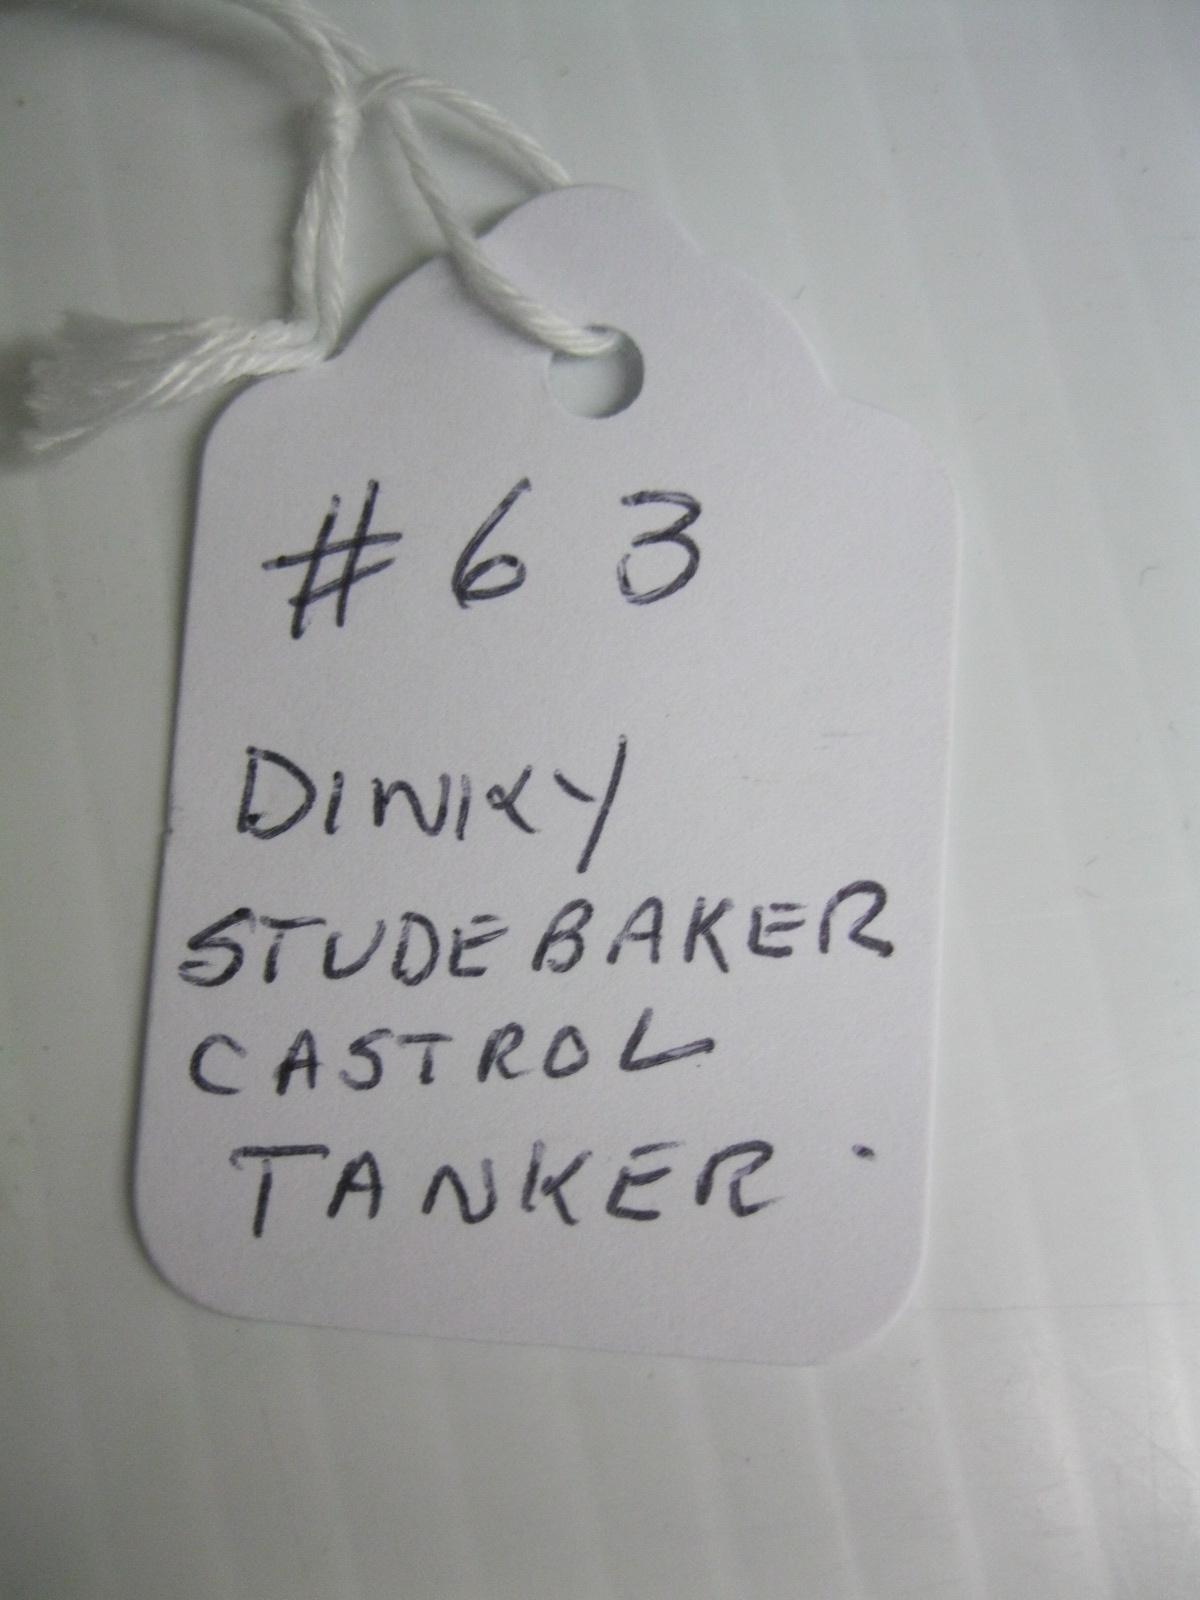 # 63
DINKY
STUDEBAKER
CASTROL
TANKER.